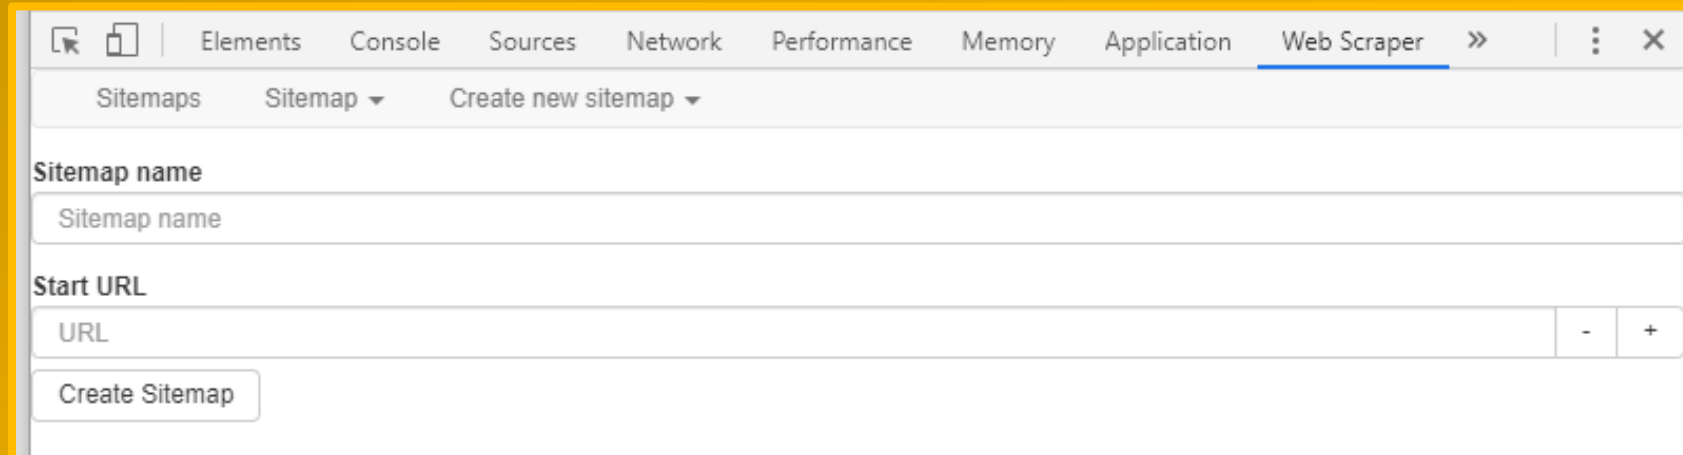 Elements Console Sources Network Performance Memory Application Web Scraper »
Sitemaps Sitemap Create new sitemap
Sitemap name
Sitemap name
Start URL
URL - +
Create Sitemap